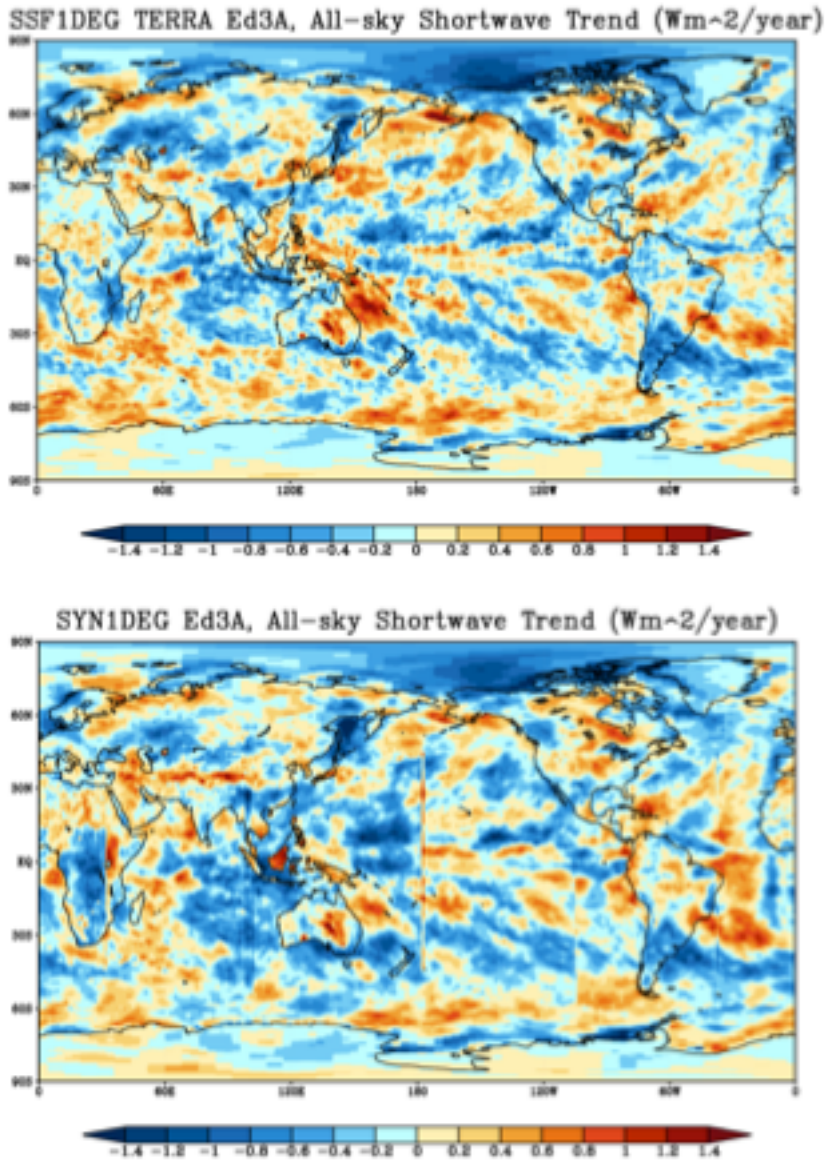 SSF1DEG TERRA Ed3A, All-sky Shortwave Trend (Wm^2/year)
90N
60N
30N
EQ
30S
60S
90S
0 60E 120E 180 120W 60W 0
-1.4 -1.2 -1 -0.8 -0.6 -0.4 -0.2 0 0.2 0.4 0.6 0.8 1 1.2 1.4
SYN1DEG Ed3A, All-sky Shortwave Trend (Wm^2/year)
90N
60N
30N
EQ
30S
60S
90S
0 60E 120E 180 120W 60W 0
-1.4 -1.2 -1 -0.8 -0.6 -0.4 -0.2 0 0.2 0.4 0.6 0.8 1 1.2 1.4